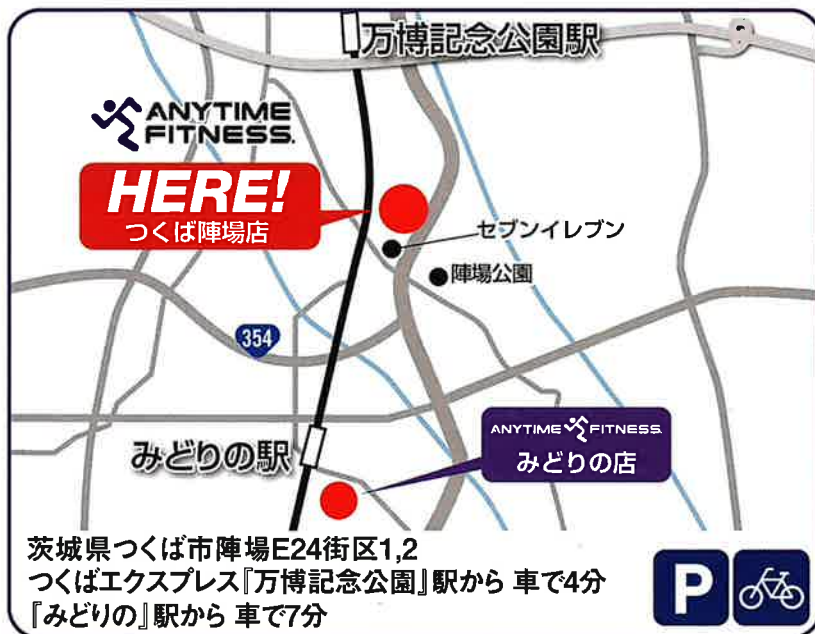 万博記念公園駅
ANYTIME
FITNESS.
HERE!
つくば陣場店
セブンイレブン
陣場公園
354
ANYTIME FITNESS.
みどりの店
みどりの駅
茨城県つくば市陣場E24街区1,2
つくばエクスプレス『万博記念公園』駅から 車で4分
『みどりの』駅から 車で7分
P